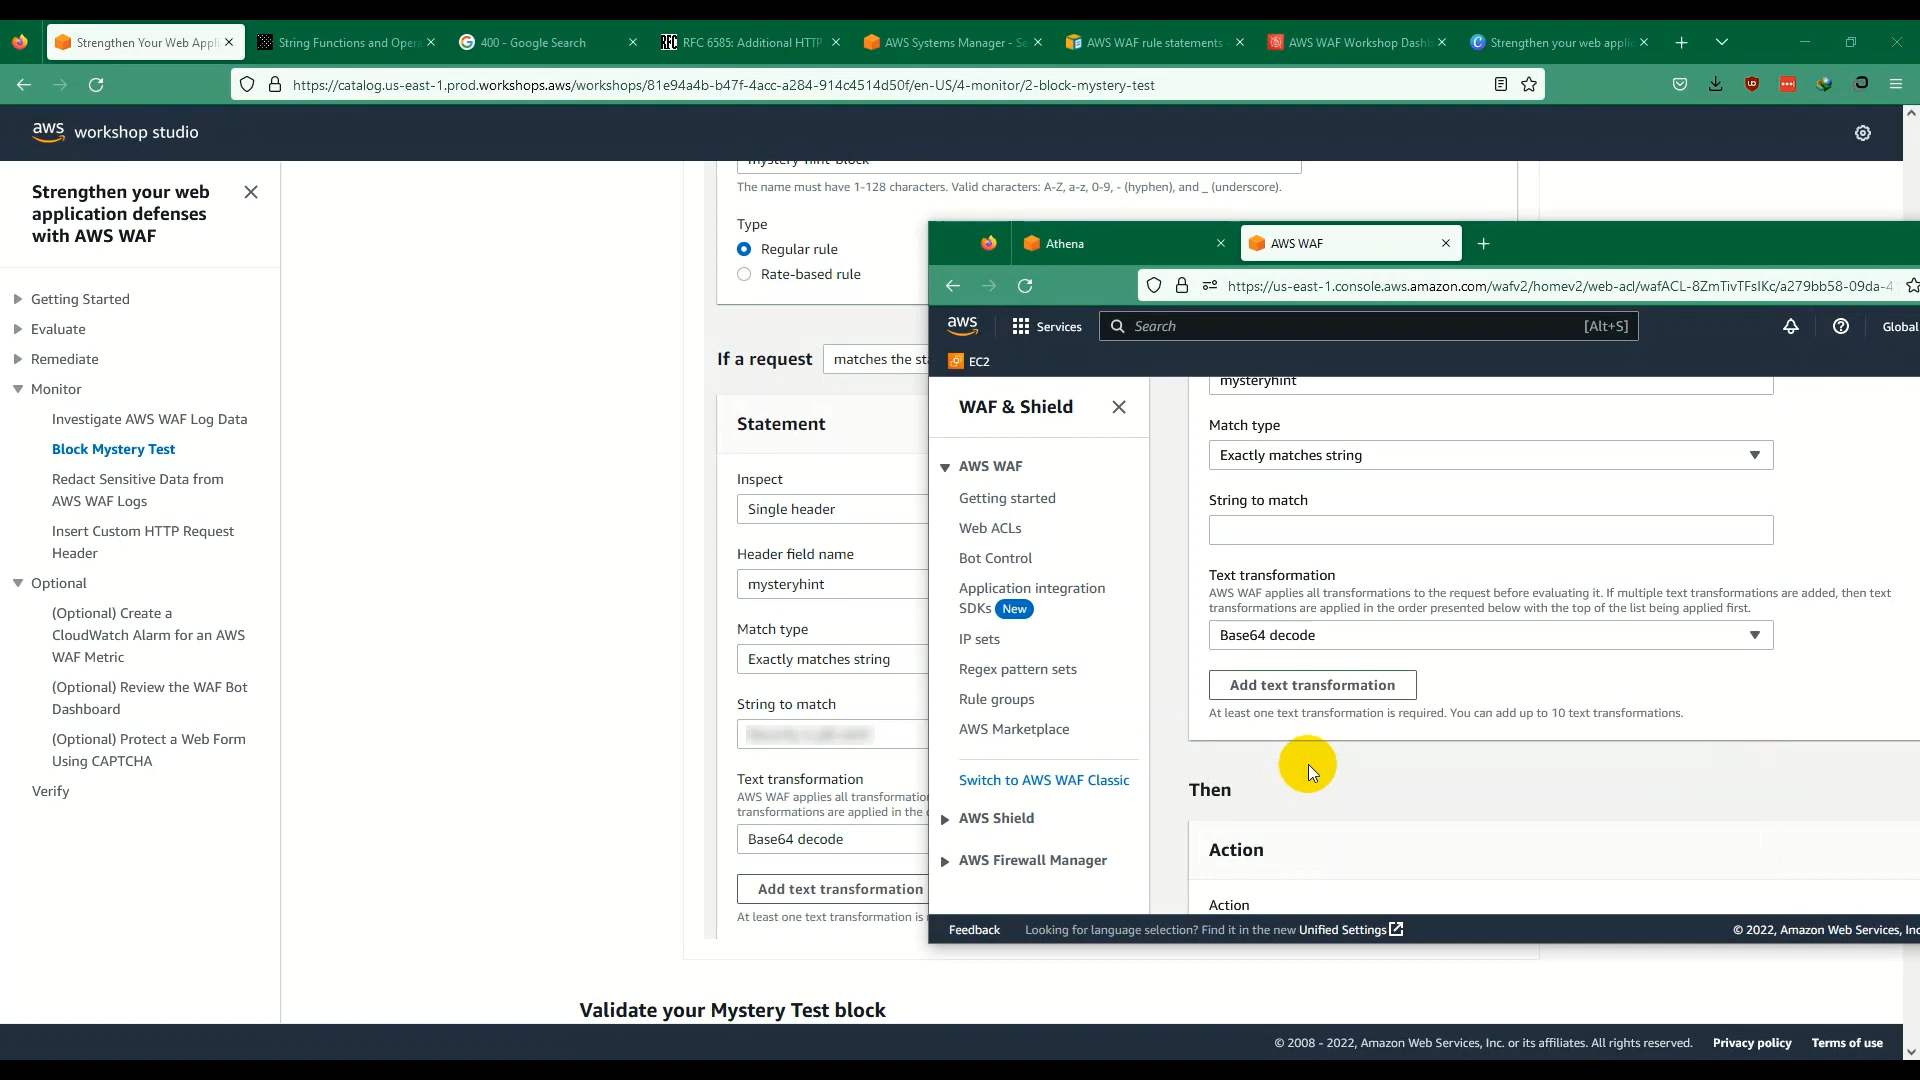 Strengthen Your Web Appli
String Functions and Opera
400 - Google Search
RFC RFC 6585: Additional HTTP
AWS Systems Manager - Se
AWS WAF rule statements
AWS WAF Workshop Dashb
Strengthen your web applic
https://catalog.us-east-1.prod.workshops.aws/workshops/81e94a4b-b47f-4acc-a284-914c4514d50f/en-US/4-monitor/2-block-mystery-test
aws workshop studio
Strengthen your web
application defenses
with AWS WAF
Getting Started
Evaluate
Remediate
Monitor
Investigate AWS WAF Log Data
Block Mystery Test
Redact Sensitive Data from
AWS WAF Logs
Insert Custom HTTP Request
Header
Optional
(Optional) Create a
CloudWatch Alarm for an AWS
WAF Metric
(Optional) Review the WAF Bot
Dashboard
(Optional) Protect a Web Form
Using CAPTCHA
Verify
mystery-hint-block
The name must have 1-128 characters. Valid characters: A-Z, a-z, 0-9, - (hyphen), and _ (underscore).
Type
Regular rule
Rate-based rule
If a request
matches the sta
Statement
Inspect
Single header
Header field name
mysteryhint
Match type
Exactly matches string
String to match
Text transformation
AWS WAF applies all transformation
transformations are applied in the o
Base64 decode
Add text transformation
At least one text transformation is
Validate your Mystery Test block
Athena
AWS WAF
https://us-east-1.console.aws.amazon.com/wafv2/homev2/web-acl/wafACL-8ZmTivTFsIKc/a279bb58-09da-4
aws
Services
Search
[Alt+S]
Global
EC2
WAF & Shield
AWS WAF
Getting started
Web ACLs
Bot Control
Application integration
SDKs New
IP sets
Regex pattern sets
Rule groups
AWS Marketplace
Switch to AWS WAF Classic
AWS Shield
AWS Firewall Manager
mysteryhint
Match type
Exactly matches string
String to match
Text transformation
AWS WAF applies all transformations to the request before evaluating it. If multiple text transformations are added, then text
transformations are applied in the order presented below with the top of the list being applied first.
Base64 decode
Add text transformation
At least one text transformation is required. You can add up to 10 text transformations.
Then
Action
Action
Feedback
Looking for language selection? Find it in the new Unified Settings
© 2022, Amazon Web Services, Inc
© 2008 - 2022, Amazon Web Services, Inc. or its affiliates. All rights reserved.
Privacy policy
Terms of use